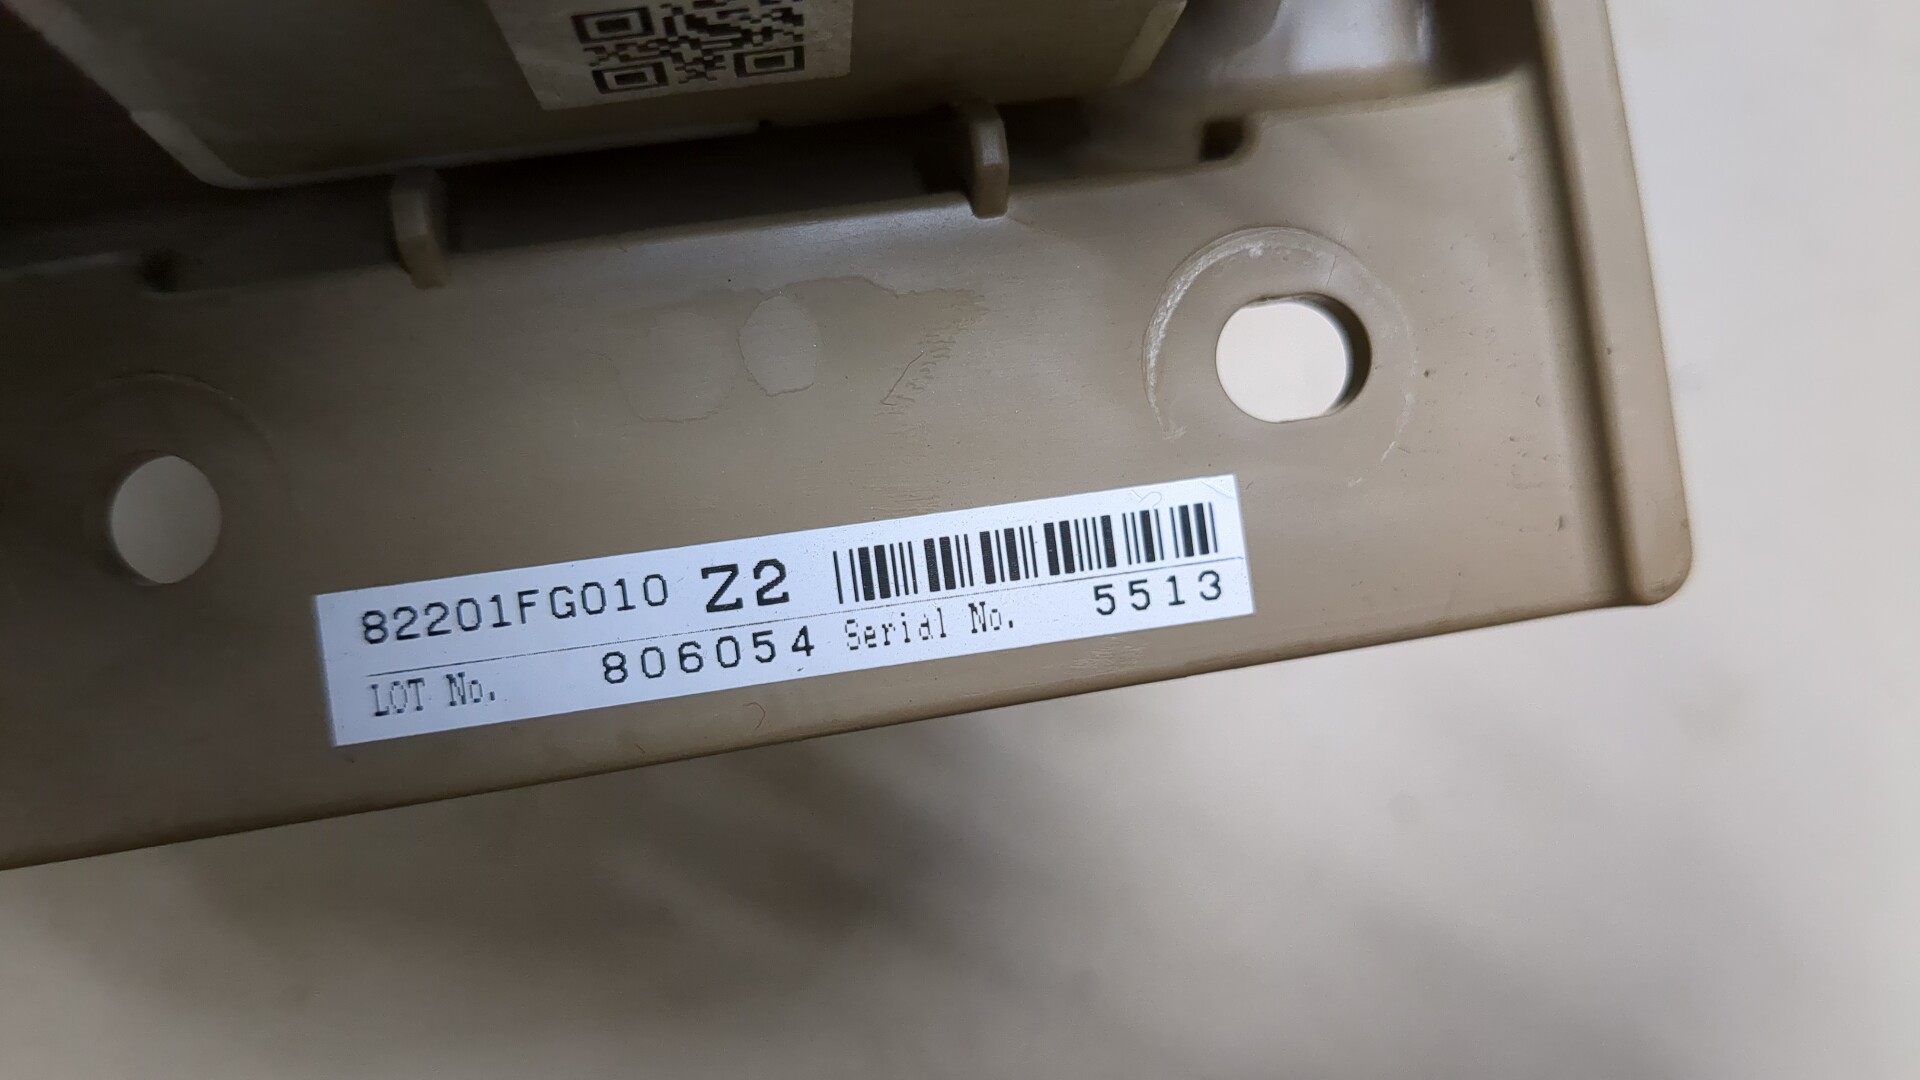 82201FG010 Z2
LOT No. 806054 Serial No. 5513